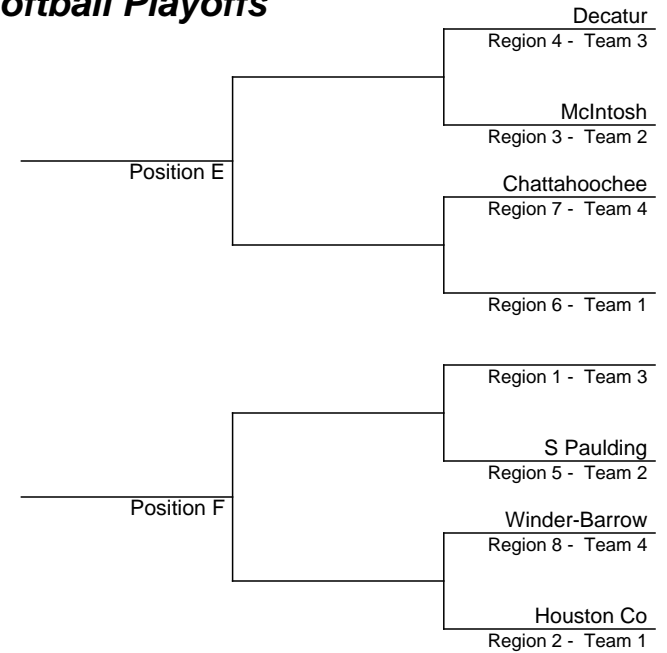 Playoffs
Decatur
Region 4 - Team 3
McIntosh
Region 3 - Team 2
Position E
Chattahoochee
Region 7 - Team 4
Region 6 - Team 1
Region 1 - Team 3
S Paulding
Region 5 - Team 2
Position F
Winder-Barrow
Region 8 - Team 4
Houston Co
Region 2 - Team 1